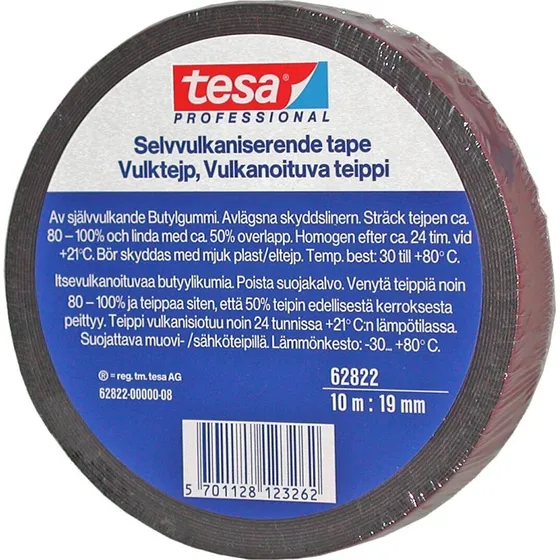 tesa®
PROFESSIONAL
Selvvulkaniserende tape
Vulktejp, Vulkanoituva teippi
Av självvulkande Butylgummi. Avlägsna skyddslinern. Sträck tejpen ca.
80 – 100% och linda med ca. 50% overlapp. Homogen efter ca. 24 tim. vid
+21°C. Bör skyddas med mjuk plast/eltejp. Temp. best: 30 till +80° C.
Itsevulkanoituvaa butyylikumia. Poista suojakalvo. Venytä teippiä noin
80 – 100% ja teippaa siten, että 50% teipin edellisestä kerroksesta
peittyy. Teippi vulkanisiotuu noin 24 tunnissa +21° C:n lämpötilassa.
Suojattava muovi- /sähköteipillä. Lämmönkesto: -30... +80° C.
® = reg. tm. tesa AG
62822-00000-08
62822
10 m : 19 mm
5 701128 123262